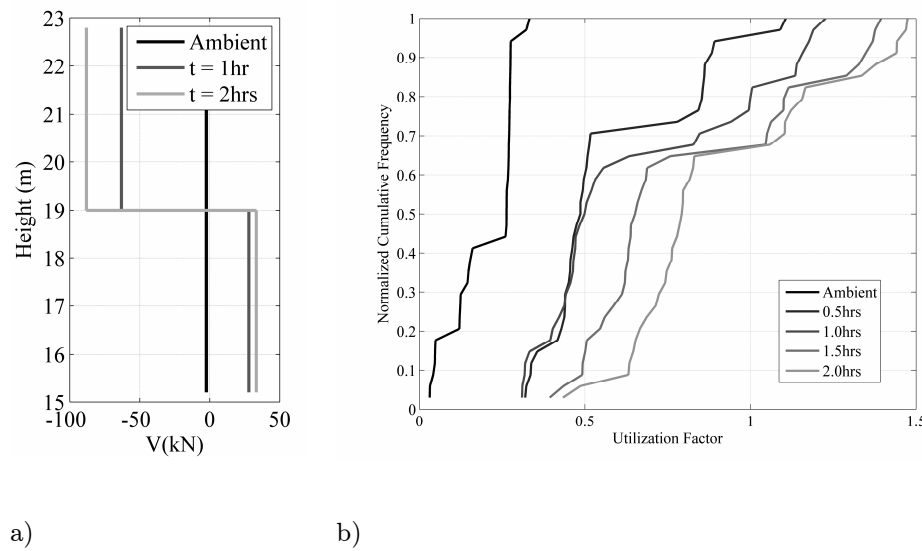 23
22
21
20
19
18
17
16
15
Height (m)
-100
-50
0
50
V(kN)
Ambient
t = 1hr
t = 2hrs
1
0.9
0.8
0.7
0.6
0.5
0.4
0.3
0.2
0.1
0
Normalized Cumulative Frequency
0
0.5
1
1.5
Utilization Factor
Ambient
0.5hrs
1.0hrs
1.5hrs
2.0hrs
a)
b)